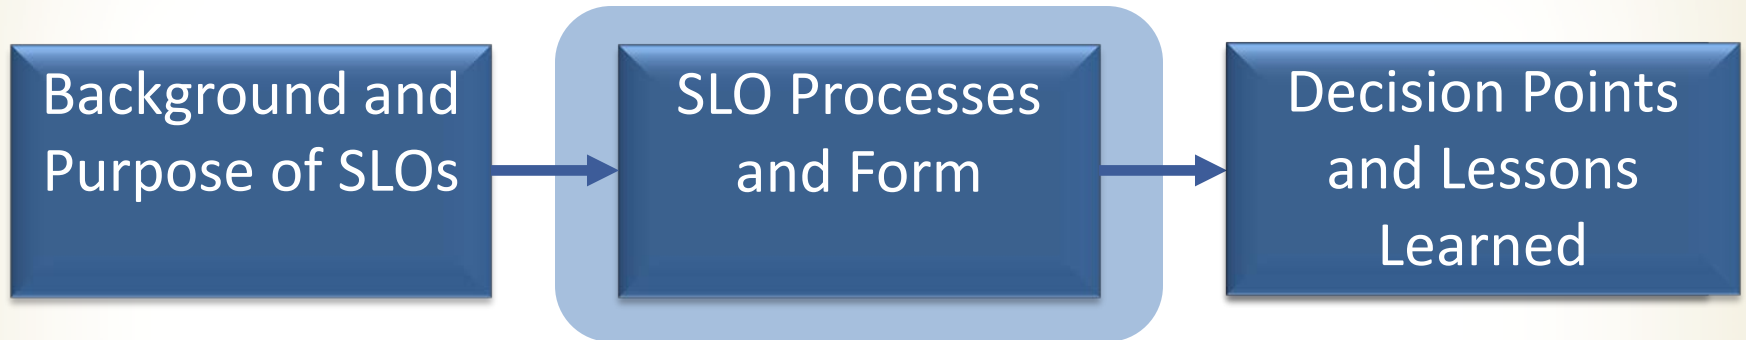 Background and
Purpose of SLOs
SLO Processes
and Form
Decision Points
and Lessons
Learned